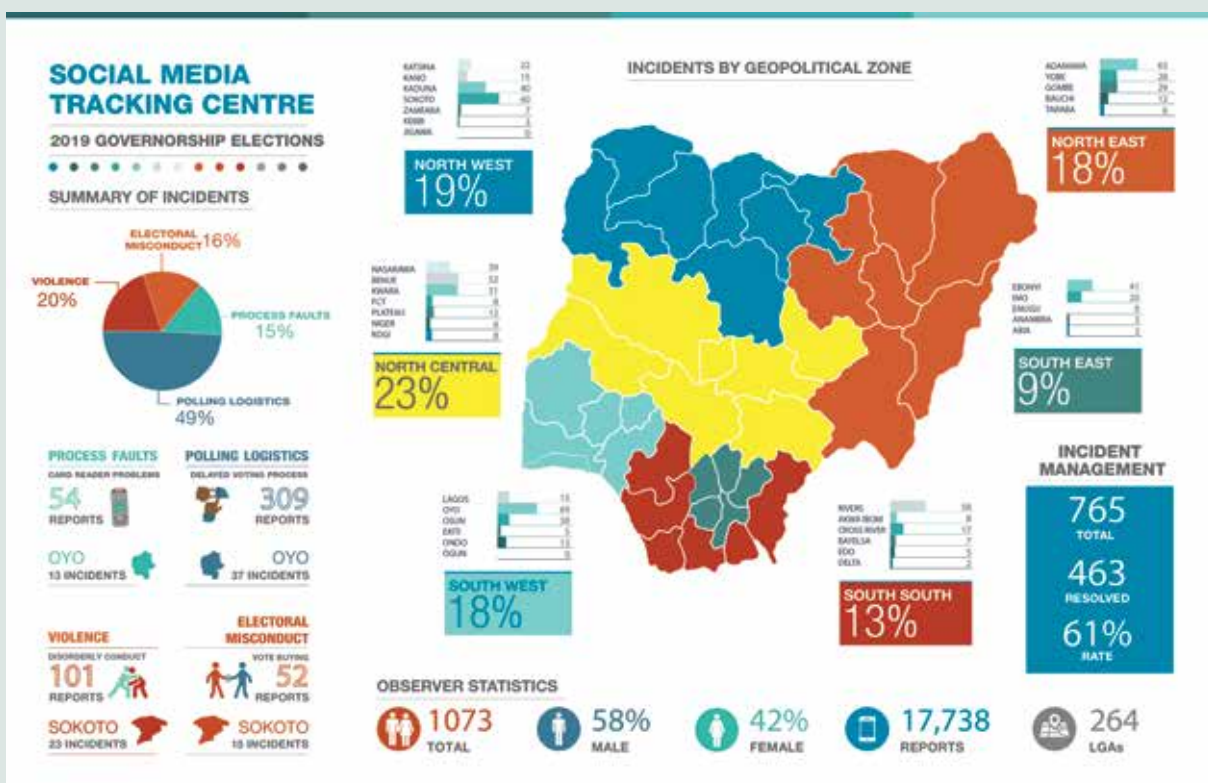 SOCIAL MEDIA
TRACKING CENTRE
2019 GOVERNORSHIP ELECTIONS
SUMMARY OF INCIDENTS
ELECTORAL
MISCONDUCT 16%
VIOLENCE
20%
PROCESS FAULTS
15%
POLLING LOGISTICS
49%
PROCESS FAULTS
CARD READER PROBLEMS
54
REPORTS
OYO
13 INCIDENTS
POLLING LOGISTICS
DELAYED VOTING PROCESS
309
REPORTS
OYO
37 INCIDENTS
VIOLENCE
DISORDERLY CONDUCT
101
REPORTS
SOKOTO
23 INCIDENTS
ELECTORAL
MISCONDUCT
VOTE BUYING
52
REPORTS
SOKOTO
INCIDENTS
INCIDENTS BY GEOPOLITICAL ZONE
KATSINA
KANO
KADUNA 40
SOKOTO 60
ZAMFARA
KEBBI
JIGAWA
NORTH WEST
19%
ADAMAWA
YOBE
GOMBE
BAUCHI
TARABA
NORTH EAST
18%
NASARAWA
BENUE
KWARA
FCT
PLATEAU
NIGER
KOGI
NORTH CENTRAL
23%
EBONYI
IMO
ENUGU
ANAMBRA
ABIA
SOUTH EAST
9%
LAGOS
OYO
OSUN
EKITI
ONDO
OGUN
SOUTH WEST
18%
RIVERS
AKWA IBOM
CROSS RIVER
BAYELSA
EDO
DELTA
SOUTH SOUTH
13%
INCIDENT
MANAGEMENT
765
TOTAL
463
RESOLVED
61%
RATE
OBSERVER STATISTICS
1073
TOTAL
58%
MALE
42%
FEMALE
17,738
REPORTS
264
LGAs